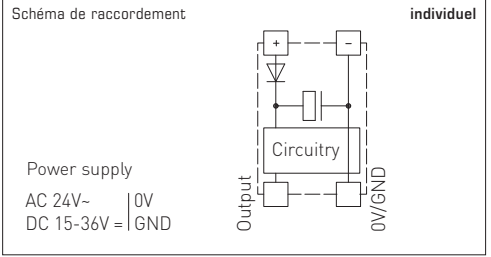 Schéma de raccordement
individuel
+ –
Circuitry
Power supply
AC 24V~ | 0V
DC 15-36V = | GND
Output
0V/GND